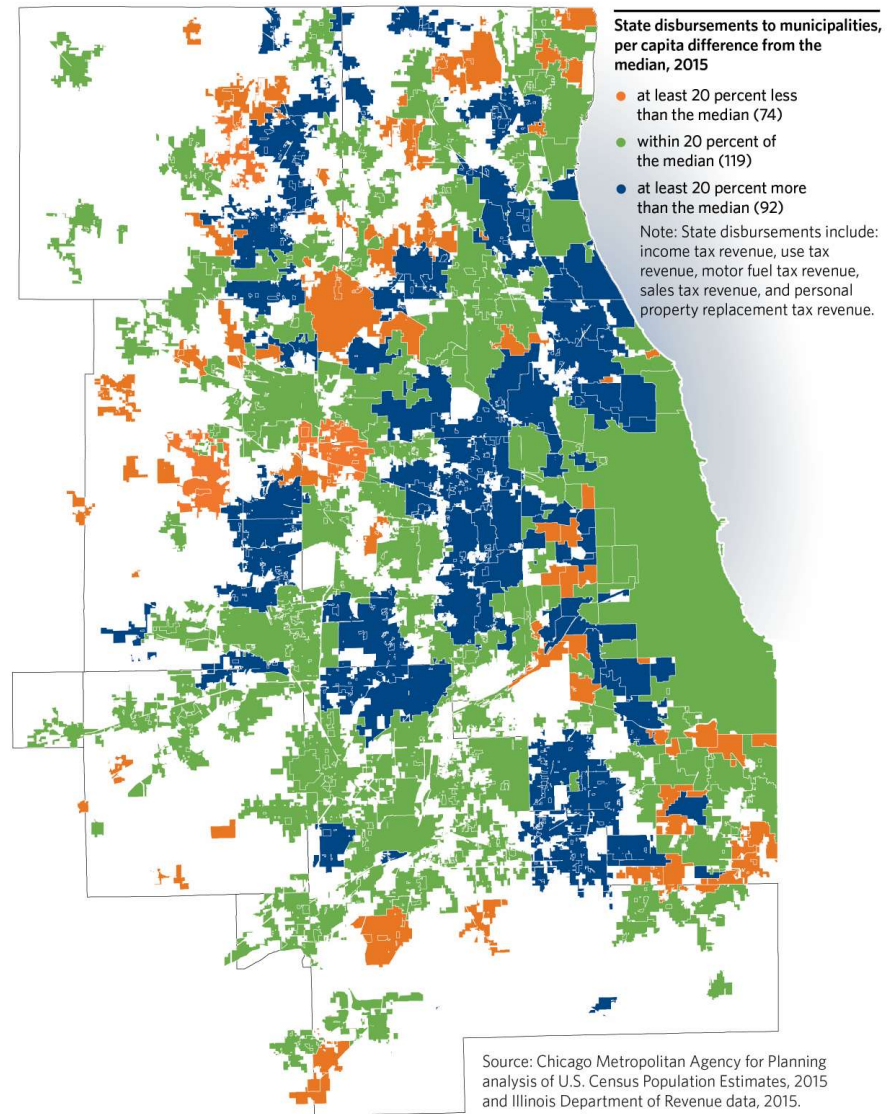 State disbursements to municipalities,
per capita difference from the
median, 2015
at least 20 percent less
than the median (74)
within 20 percent of
the median (119)
at least 20 percent more
than the median (92)
Note: State disbursements include:
income tax revenue, use tax
revenue, motor fuel tax revenue,
sales tax revenue, and personal
property replacement tax revenue.
Source: Chicago Metropolitan Agency for Planning
analysis of U.S. Census Population Estimates, 2015
and Illinois Department of Revenue data, 2015.